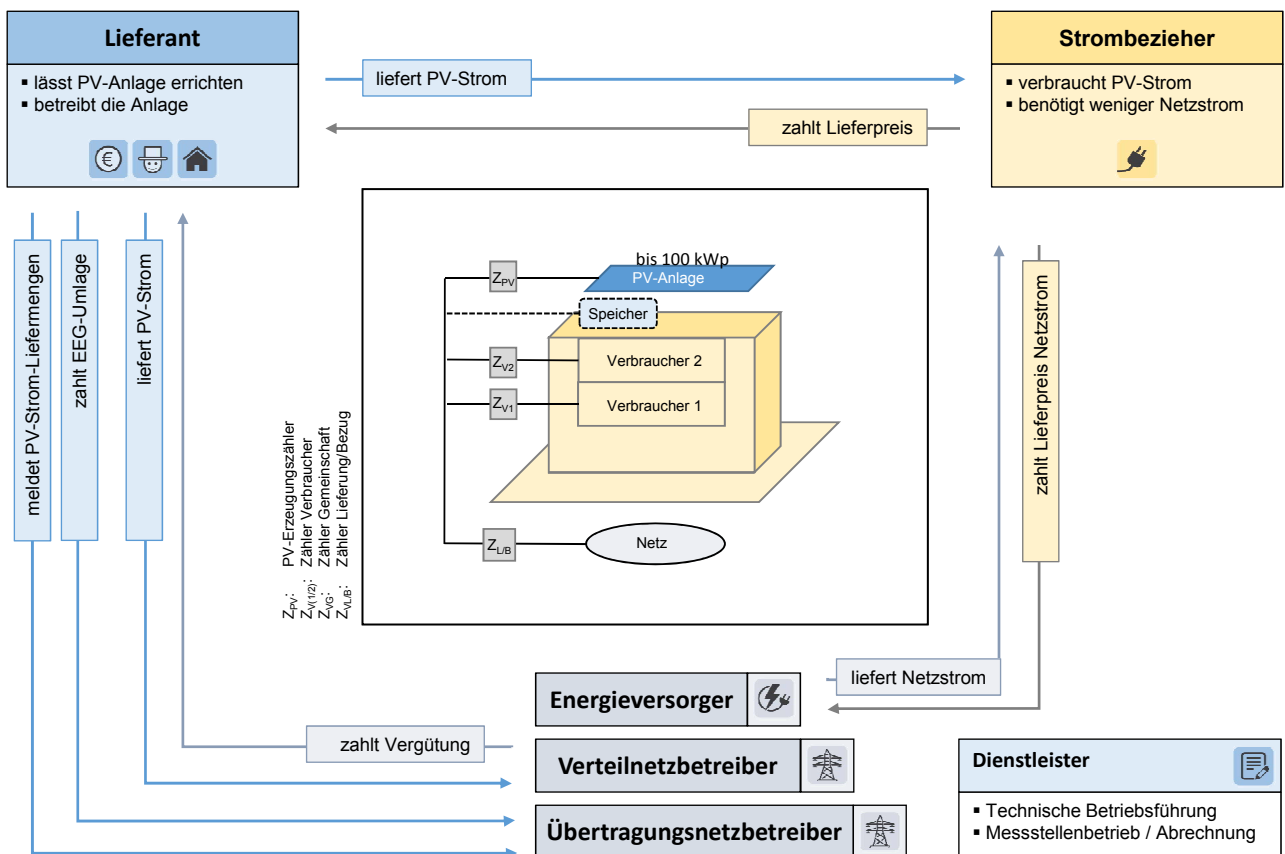 Lieferant
▪ lässt PV-Anlage errichten
▪ betreibt die Anlage
€
liefert PV-Strom
zahlt Lieferpreis
Strombezieher
▪ verbraucht PV-Strom
▪ benötigt weniger Netzstrom
meldet PV-Strom-Liefermengen
zahlt EEG-Umlage
liefert PV-Strom
bis 100 kWp
Z_PV
PV-Anlage
Speicher
Z_V2
Verbraucher 2
Z_V1
Verbraucher 1
Z_L/B
Netz
Z_PV: PV-Erzeugungszähler
Z_V(1/2): Zähler Verbraucher
Z_VG: Zähler Gemeinschaft
Z_VL/B: Zähler Lieferung/Bezug
zahlt Lieferpreis Netzstrom
liefert Netzstrom
Energieversorger
zahlt Vergütung
Verteilnetzbetreiber
Übertragungsnetzbetreiber
Dienstleister
▪ Technische Betriebsführung
▪ Messstellenbetrieb / Abrechnung